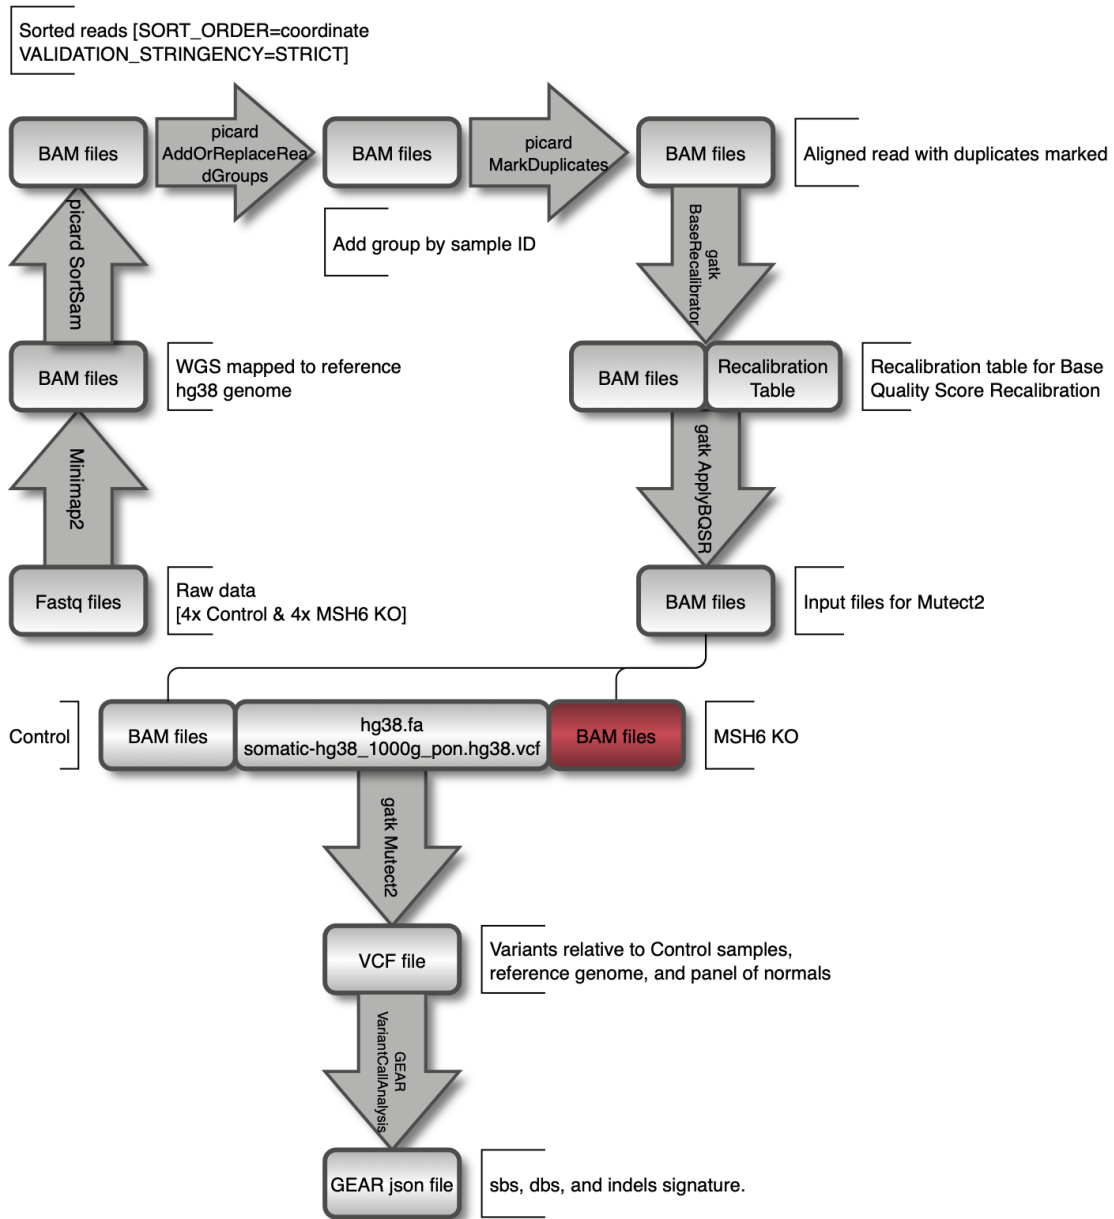 Sorted reads [SORT_ORDER=coordinate
VALIDATION_STRINGENCY=STRICT]
BAM files
picard
AddOrReplaceRea
dGroups
BAM files
picard
MarkDuplicates
BAM files
Aligned read with duplicates marked
Add group by sample ID
picard SortSam
gatk
BaseRecalibrator
BAM files
WGS mapped to reference
hg38 genome
BAM files
Recalibration
Table
Recalibration table for Base
Quality Score Recalibration
Minimap2
gatk ApplyBQSR
Fastq files
Raw data
[4x Control & 4x MSH6 KO]
BAM files
Input files for Mutect2
Control
BAM files
hg38.fa
somatic-hg38_1000g_pon.hg38.vcf
BAM files
MSH6 KO
gatk Mutect2
VCF file
Variants relative to Control samples,
reference genome, and panel of normals
GEAR
VariantCallAnalysis
GEAR json file
sbs, dbs, and indels signature.